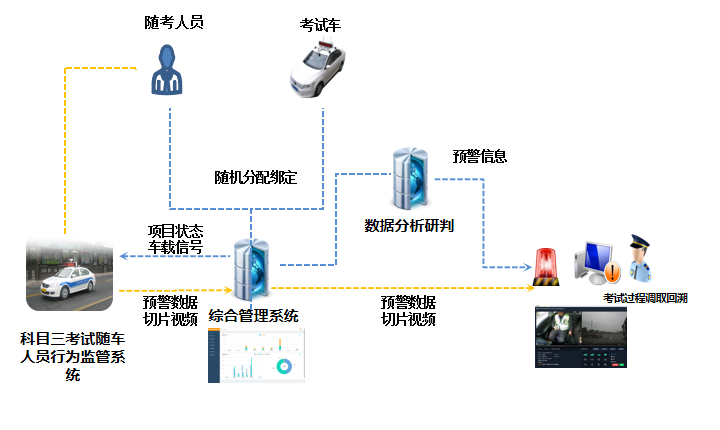 随考人员
考试车
预警信息
随机分配绑定
数据分析研判
项目状态
车载信号
预警数据
切片视频
综合管理系统
预警数据
切片视频
考试过程调取回溯
科目三考试随车
人员行为监管系
统